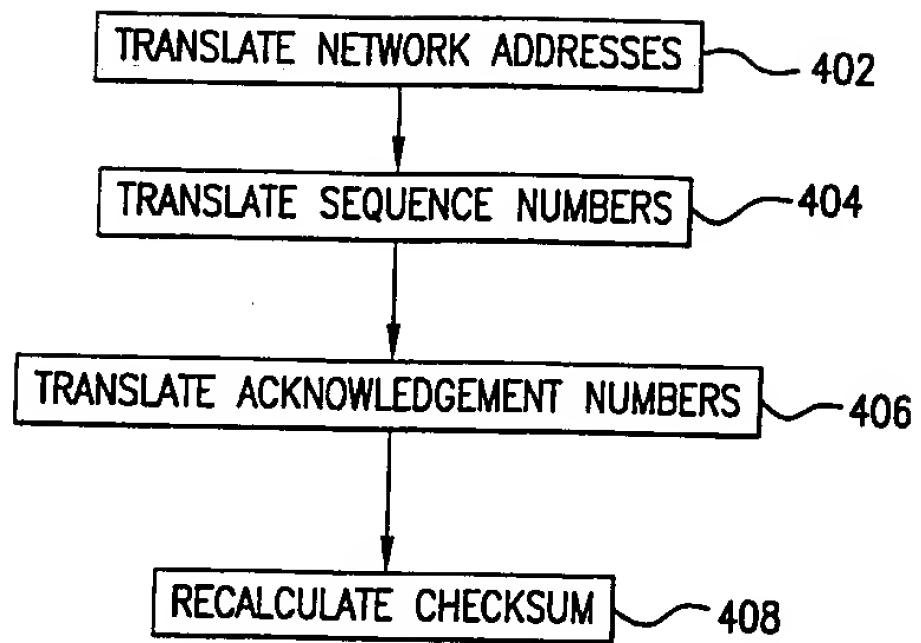 TRANSLATE NETWORK ADDRESSES
402
TRANSLATE SEQUENCE NUMBERS
404
TRANSLATE ACKNOWLEDGEMENT NUMBERS
406
RECALCULATE CHECKSUM
408